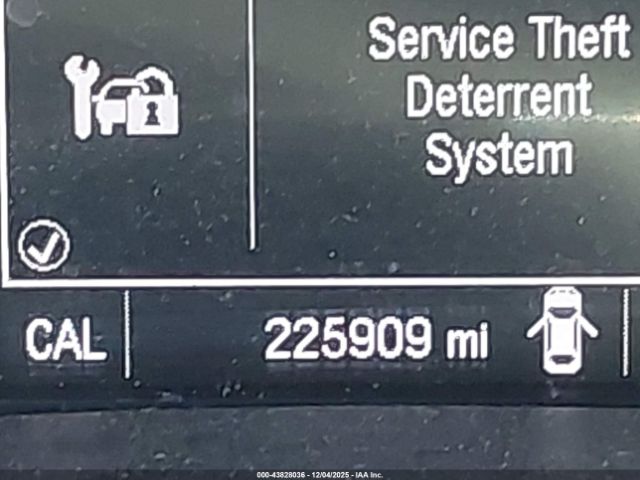 Service Theft
Deterrent
System
CAL
225909 mi
000-43828036 - 12/04/2025 - IAA Inc.